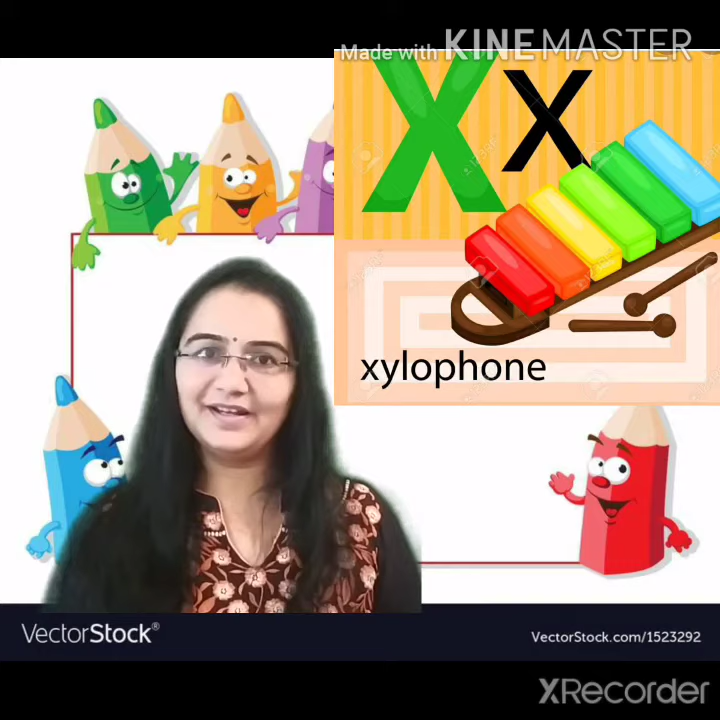 Made with KINEMASTER
X x
xylophone
VectorStock®
VectorStock.com/1523292
XRecorder